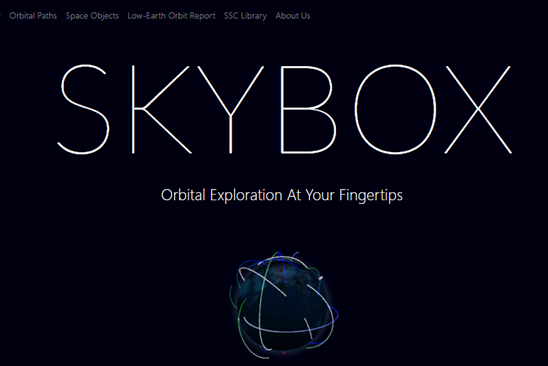 Orbital Paths Space Objects Low-Earth Orbit Report SSC Library About Us
SKYBOX
Orbital Exploration At Your Fingertips